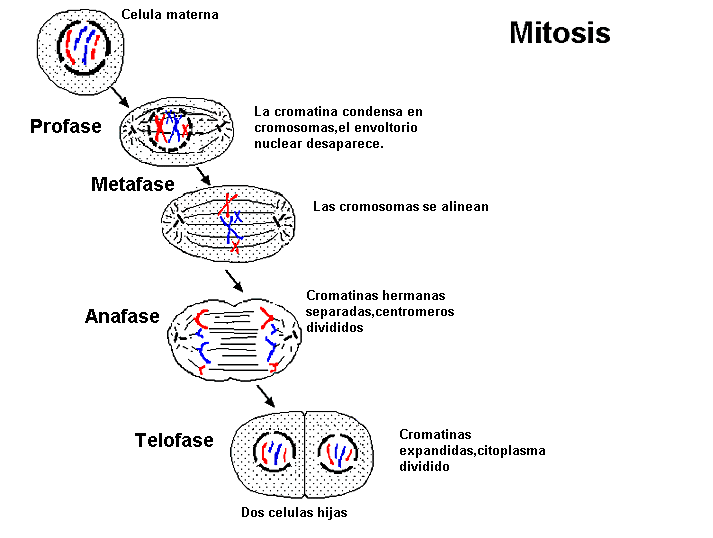 Celula materna
Mitosis
Profase
La cromatina condensa en
cromosomas,el envoltorio
nuclear desaparece.
Metafase
Las cromosomas se alinean
Anafase
Cromatinas hermanas
separadas,centromeros
divididos
Telofase
Cromatinas
expandidas,citoplasma
dividido
Dos celulas hijas